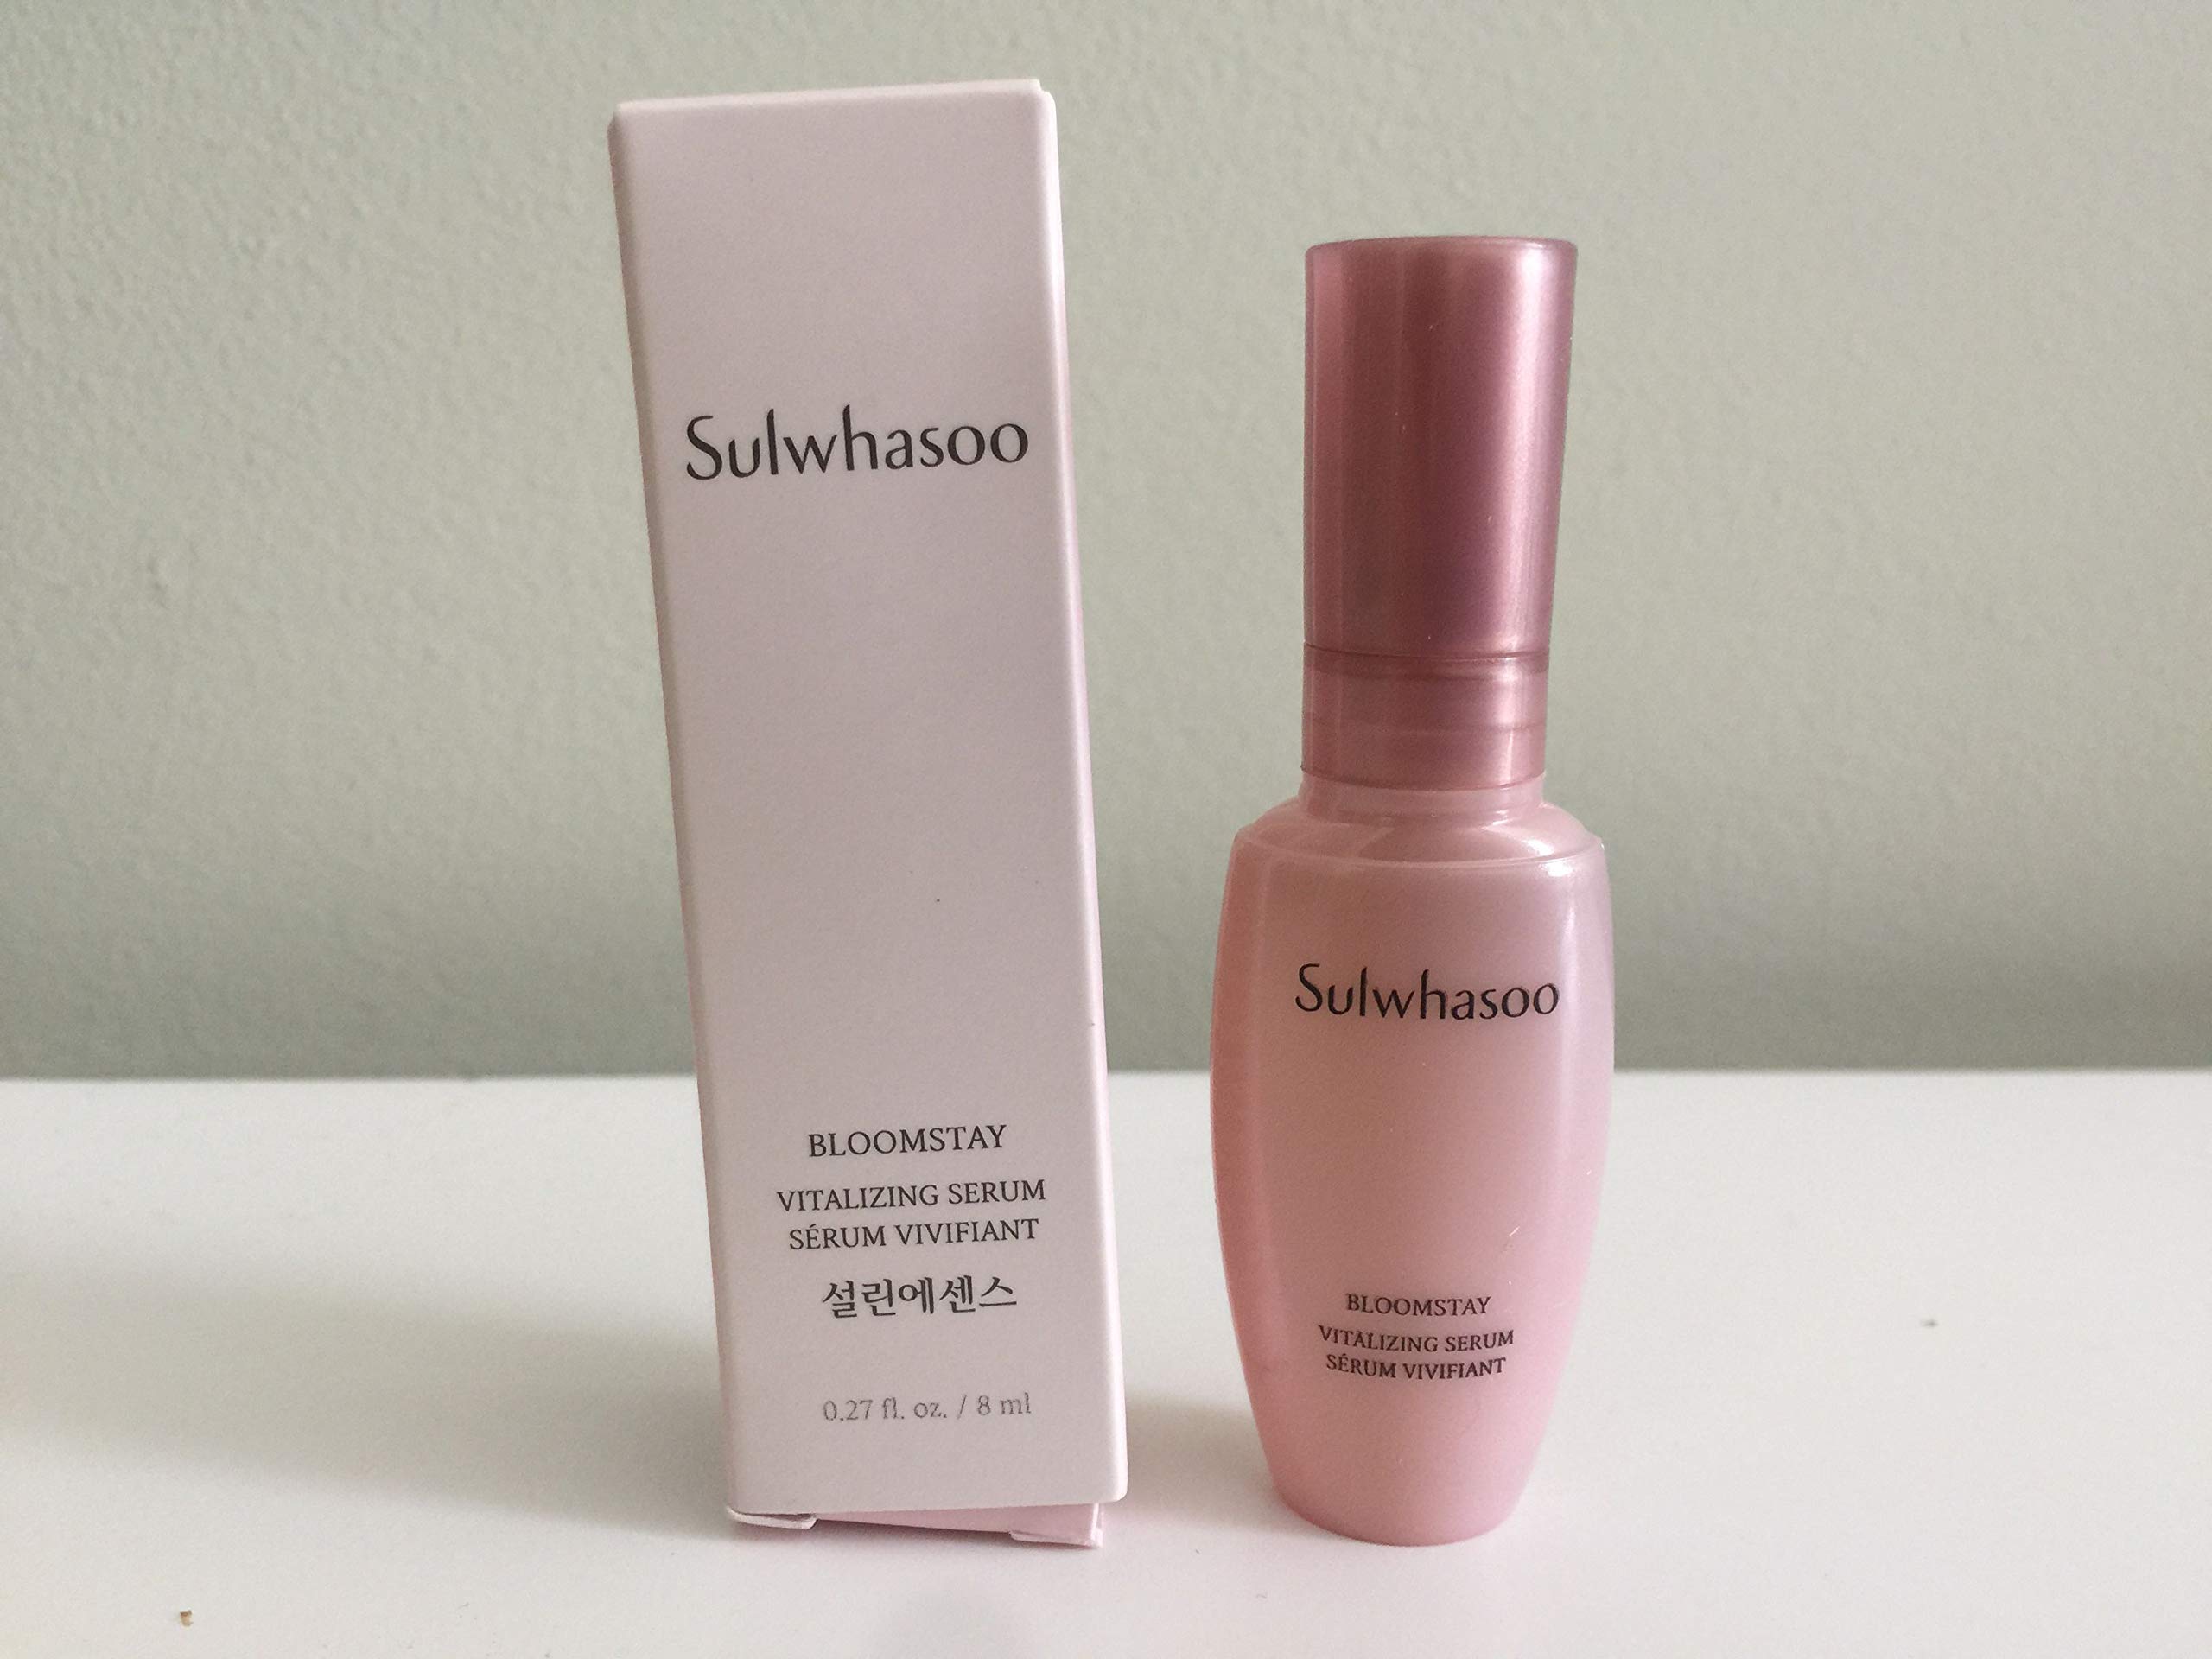 Sulwhasoo
BLOOMSTAY
VITALIZING SERUM
SÉRUM VIVIFIANT
설린에센스
0.27 fl. oz. / 8 ml
Sulwhasoo
BLOOMSTAY
VITALIZING SERUM
SÉRUM VIVIFIANT